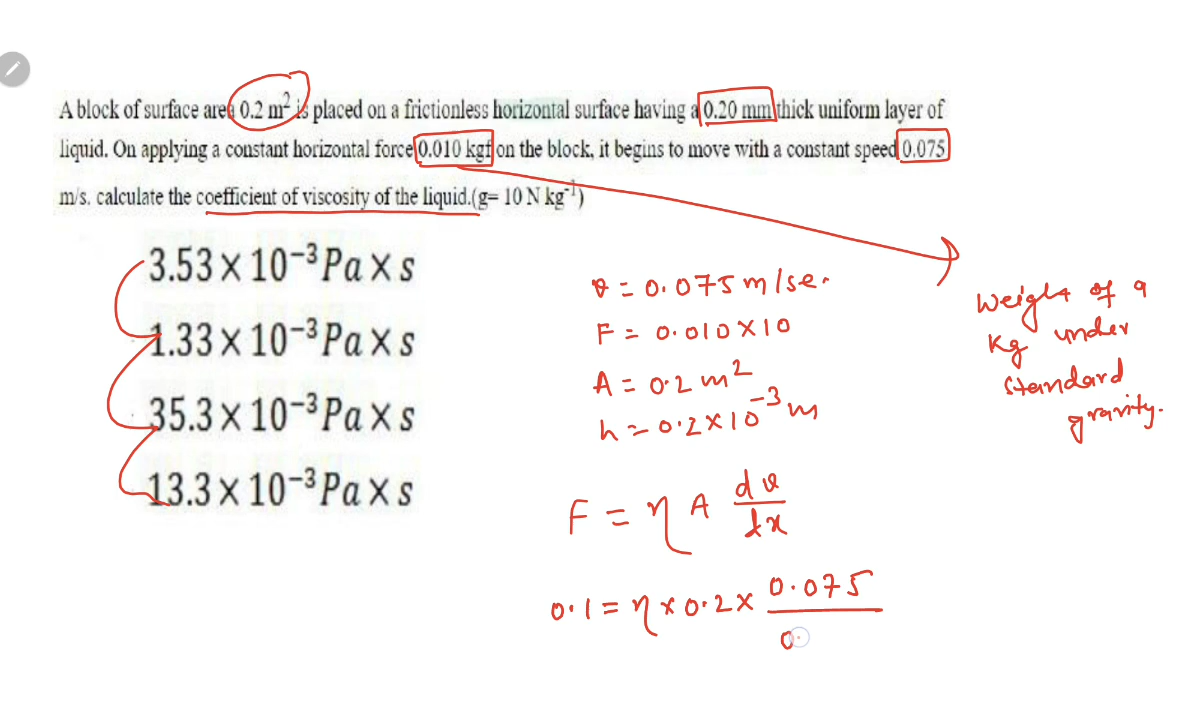 A block of surface area 0.2 m² is placed on a frictionless horizontal surface having a 0.20 mm thick uniform layer of
liquid. On applying a constant horizontal force 0.010 kgf on the block, it begins to move with a constant speed 0.075
m/s. calculate the coefficient of viscosity of the liquid.(g= 10 N kg⁻¹)
3.53 × 10⁻³ Pa × s
1.33 × 10⁻³ Pa × s
35.3 × 10⁻³ Pa × s
13.3 × 10⁻³ Pa × s
v = 0.075 m/sec
F = 0.010 × 10
A = 0.2 m²
h = 0.2 × 10⁻³ m
F = η A dv/dx
0.1 = η × 0.2 × 0.075
0.
Weight of a
Kg under
standard
gravity.